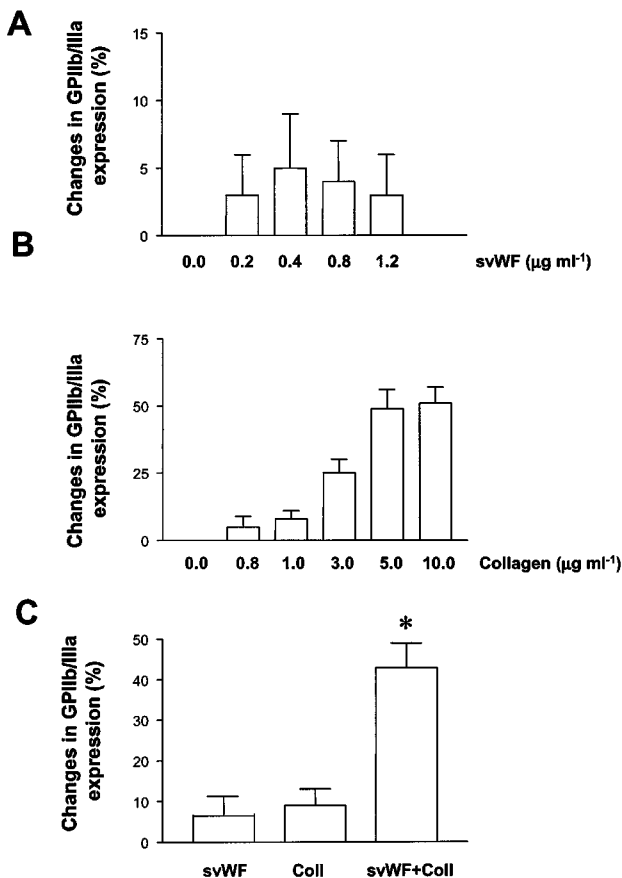 A
Changes in GPIIb/IIIa
expression (%)
15
10
5
0
0.0 0.2 0.4 0.8 1.2 svWF (µg ml-1)
B
Changes in GPIIb/IIIa
expression (%)
75
50
25
0
0.0 0.8 1.0 3.0 5.0 10.0 Collagen (µg ml-1)
C
Changes in GPIIb/IIIa
expression (%)
50
40
30
20
10
0
*
svWF Coll svWF+Coll